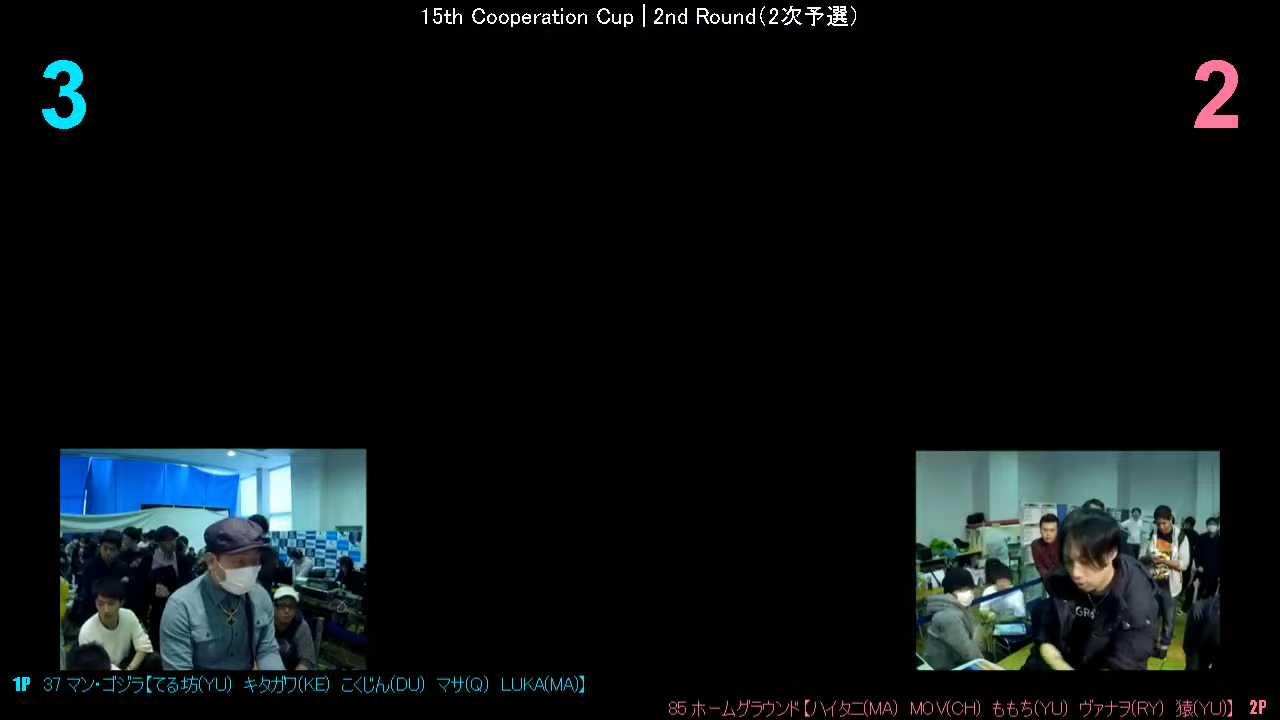 15th Cooperation Cup | 2nd Round(2次予選)
3
2
GR
1P 37 マン・ゴジラ【てる坊(YU) キタガワ(KE) こくじん(DU) マサ(Q) LUKA(MA)】
85 ホームグラウンド【ハイタニ(MA) MOV(CH) ももち(YU) ヴァナヲ(RY) 猿(YU)】 2P